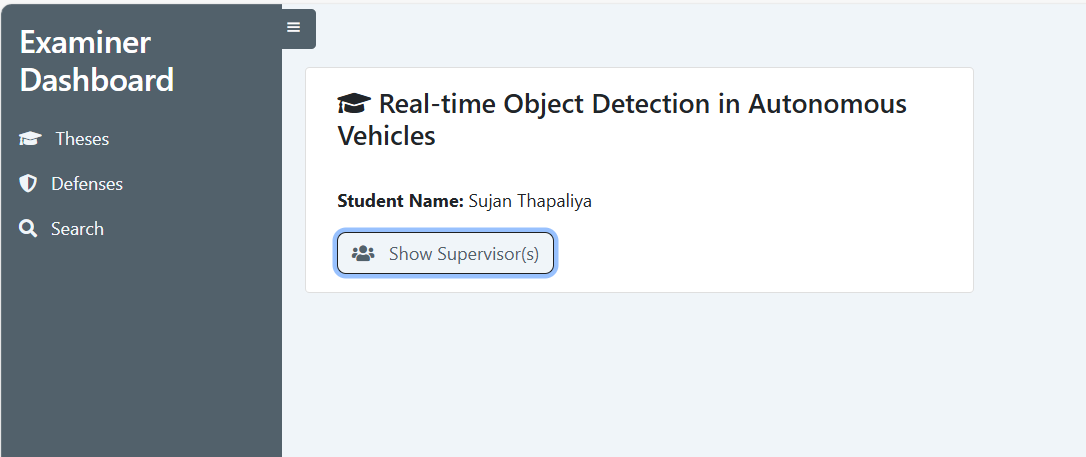 Examiner
Dashboard
Theses
Defenses
Search
Real-time Object Detection in Autonomous
Vehicles
Student Name: Sujan Thapaliya
Show Supervisor(s)